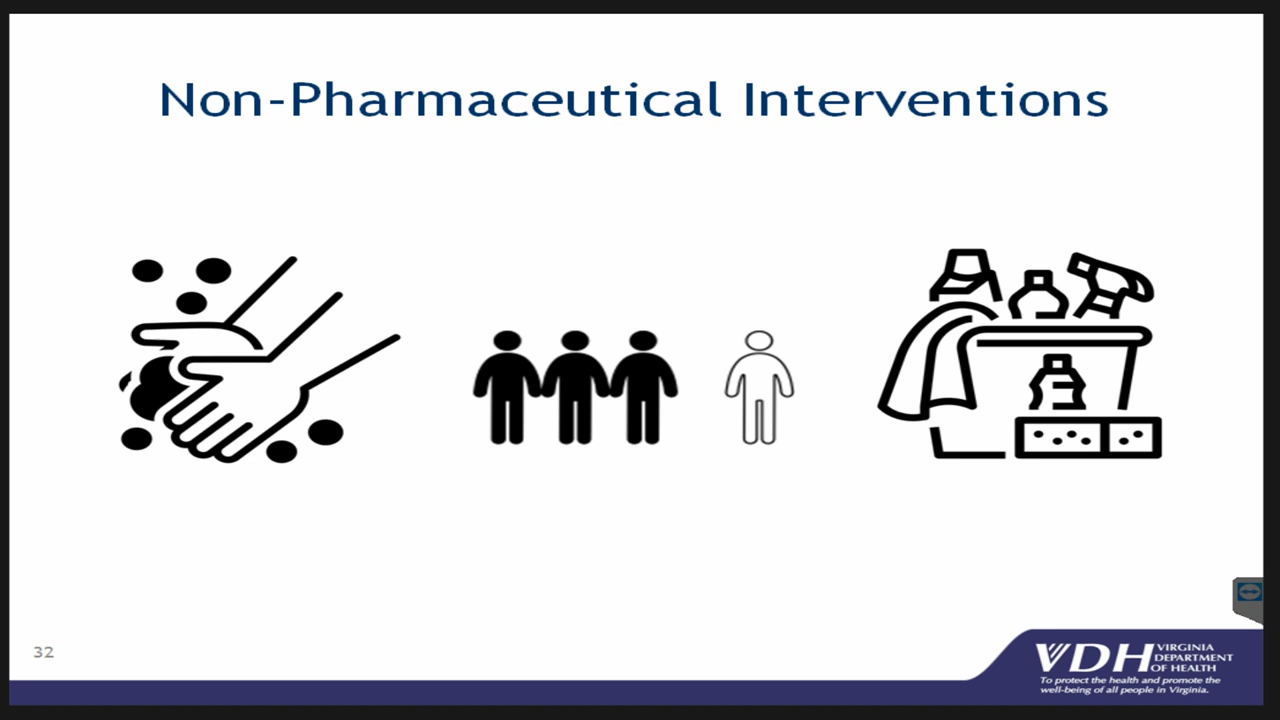 Non-Pharmaceutical Interventions
32
VDH
VIRGINIA
DEPARTMENT
OF HEALTH
To protect the health and promote the
well-being of all people in Virginia.